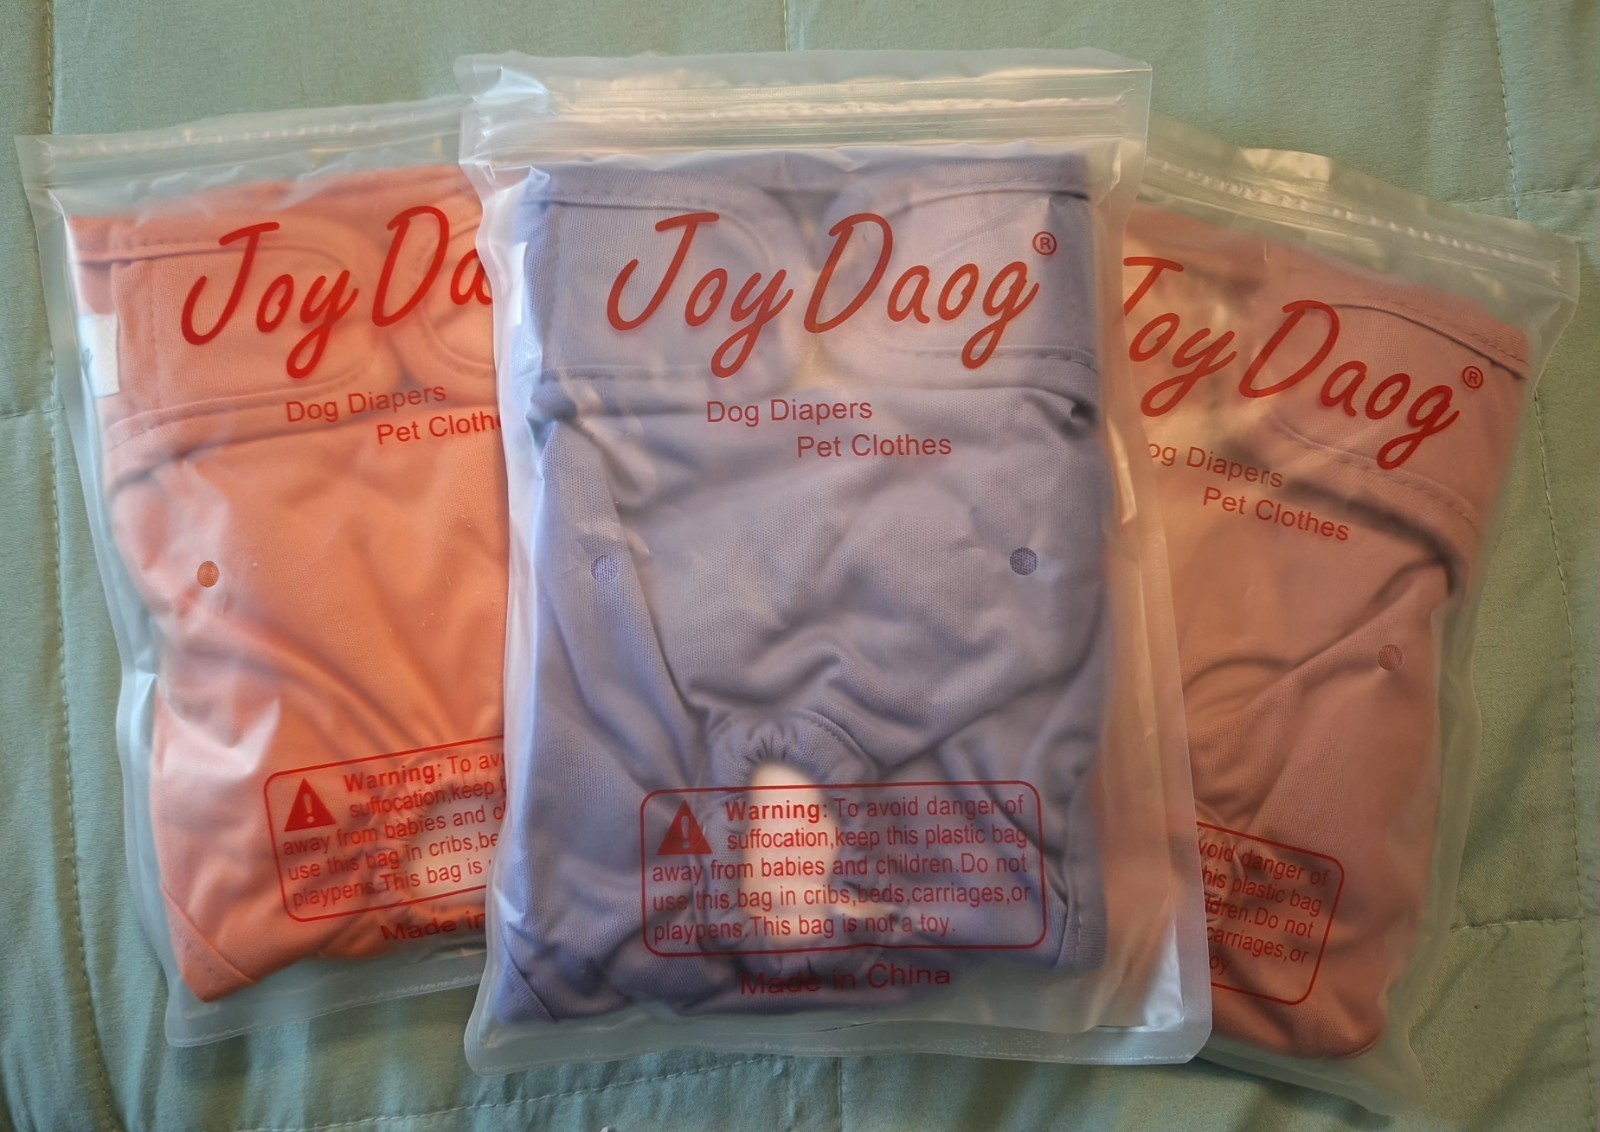 Joy Da
Dog Diapers
Pet Cloth
Warning: To av
suffocation,keep
away from babies and
use this bag in cribs,be
playpens.This bag is
Made in
Joy Daog®
Dog Diapers
Pet Clothes
Warning: To avoid danger of
suffocation,keep this plastic bag
away from babies and children.Do not
use this bag in cribs,beds,carriages,or
playpens.This bag is not a toy.
Made in China
Joy Daog®
og Diapers
Pet Clothes
void danger of
his plastic bag
dren.Do not
carriages,or
oy.